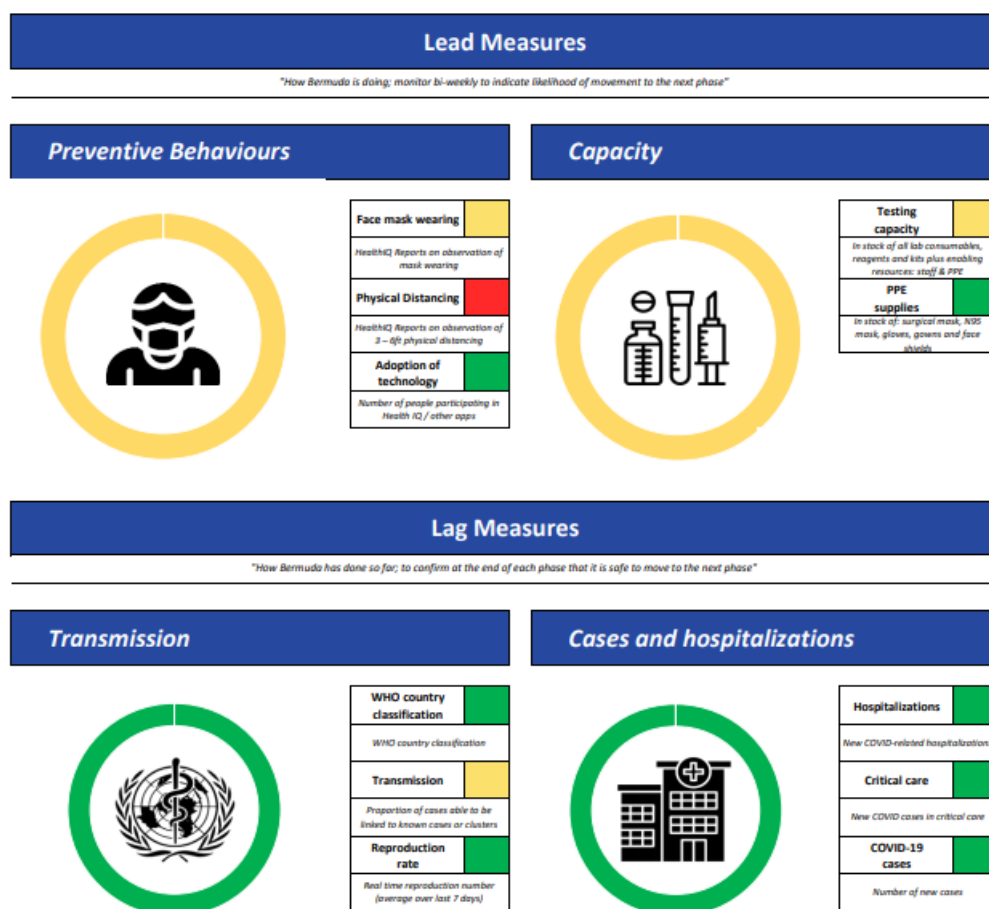 Lead Measures
"How Bermuda is doing; monitor bi-weekly to indicate likelihood of movement to the next phase"
Preventive Behaviours
Face mask wearing
HealthIQ Reports on observation of
mask wearing
Physical Distancing
HealthIQ Reports on observation of
3 – 6ft physical distancing
Adoption of
technology
Number of people participating in
Health IQ / other apps
Capacity
Testing
capacity
In stock of all lab consumables,
reagents and kits plus enabling
resources: staff & PPE
PPE
supplies
In stock of: surgical mask, N95
mask, gloves, gowns and face
shields
Lag Measures
"How Bermuda has done so far; to confirm at the end of each phase that it is safe to move to the next phase"
Transmission
WHO country
classification
WHO country classification
Transmission
Proportion of cases able to be
linked to known cases or clusters
Reproduction
rate
Real time reproduction number
(average over last 7 days)
Cases and hospitalizations
Hospitalizations
New COVID-related hospitalizations
Critical care
New COVID cases in critical care
COVID-19
cases
Number of new cases